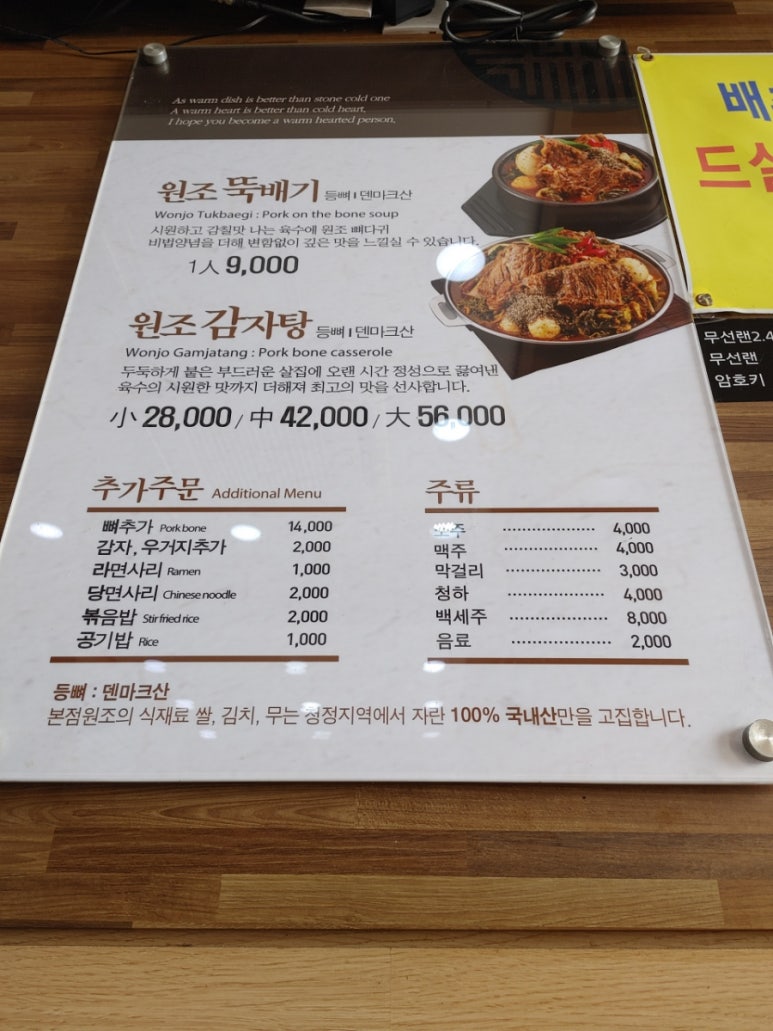 As warm dish is better than stone cold one
A warm heart is better than cold heart,
I hope you become a warm hearted person,
원조 뚝배기 등뼈 | 덴마크산
Wonjo Tukbaegi : Pork on the bone soup
시원하고 감칠맛 나는 육수에 원조 뼈다귀
비법양념을 더해 변함없이 깊은 맛을 느낄실 수 있습니다.
1人 9,000
원조 감자탕 등뼈 | 덴마크산
Wonjo Gamjatang : Pork bone casserole
두둑하게 붙은 부드러운 살집에 오랜 시간 정성으로 끓여낸
육수의 시원한 맛까지 더해져 최고의 맛을 선사합니다.
小 28,000 / 中 42,000 / 大 56,000
추가주문 Additional Menu
뼈추가 Pork bone 14,000
감자, 우거지추가 2,000
라면사리 Ramen 1,000
당면사리 Chinese noodle 2,000
볶음밥 Stir fried rice 2,000
공기밥 Rice 1,000
주류
4,000
맥주 4,000
막걸리 3,000
청하 4,000
백세주 8,000
음료 2,000
등뼈 : 덴마크산
본점원조의 식재료 쌀, 김치, 무는 청정지역에서 자란 100% 국내산만을 고집합니다.
무선랜2.4
무선랜
암호키